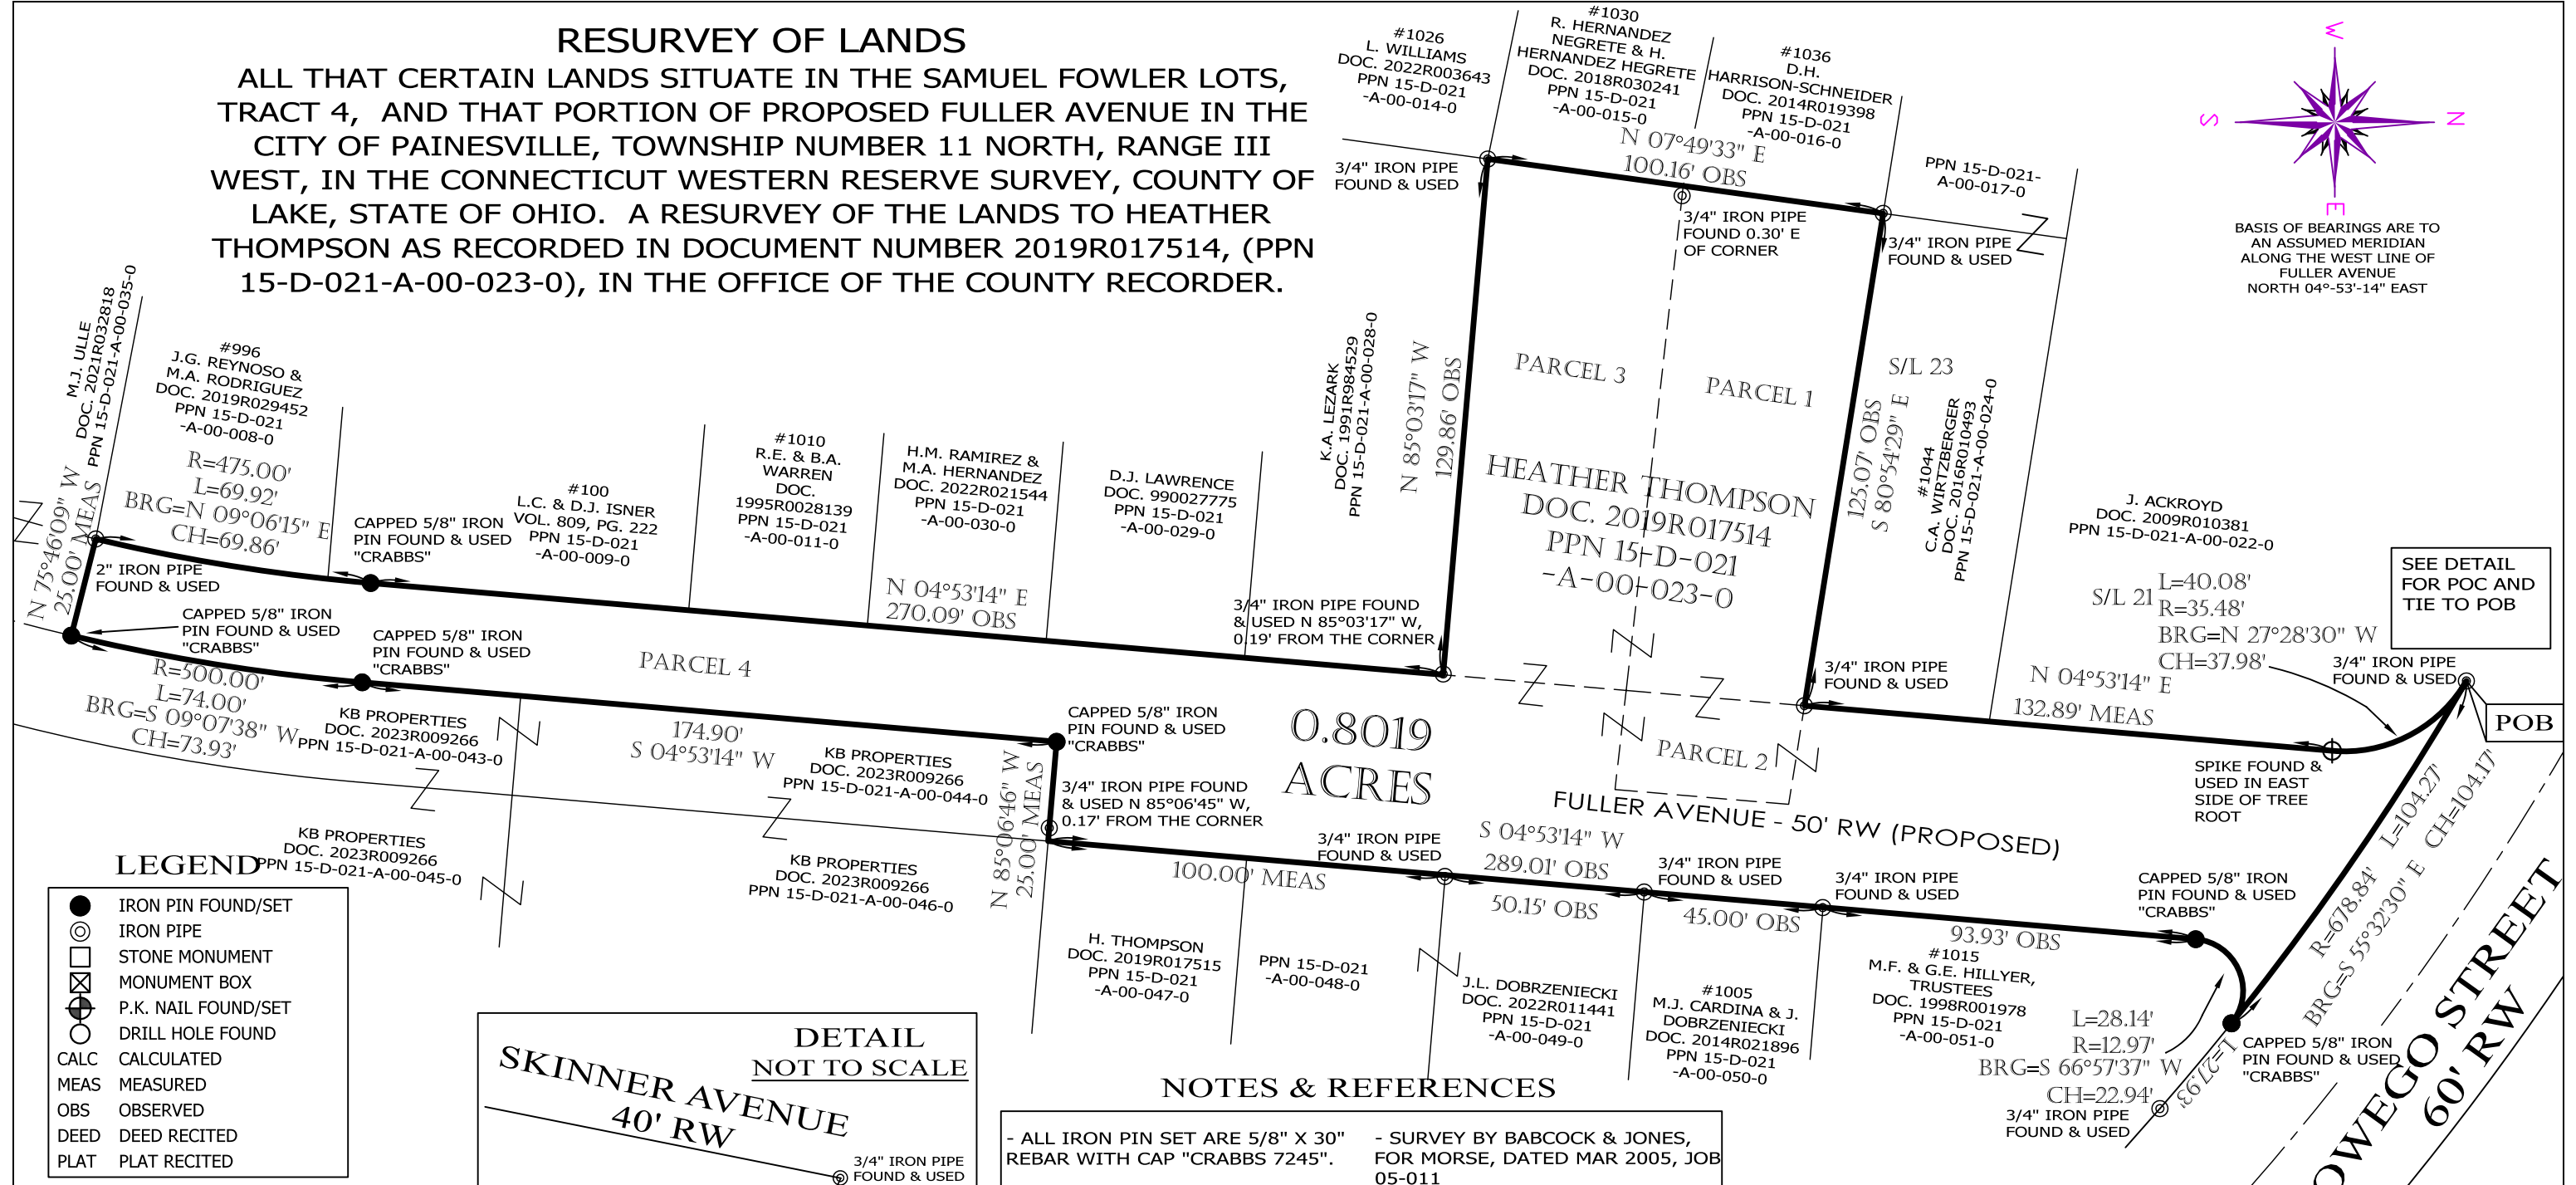 RESURVEY OF LANDS
ALL THAT CERTAIN LANDS SITUATE IN THE SAMUEL FOWLER LOTS,
TRACT 4, AND THAT PORTION OF PROPOSED FULLER AVENUE IN THE
CITY OF PAINESVILLE, TOWNSHIP NUMBER 11 NORTH, RANGE III
WEST, IN THE CONNECTICUT WESTERN RESERVE SURVEY, COUNTY OF
LAKE, STATE OF OHIO. A RESURVEY OF THE LANDS TO HEATHER
THOMPSON AS RECORDED IN DOCUMENT NUMBER 2019R017514, (PPN
15-D-021-A-00-023-0), IN THE OFFICE OF THE COUNTY RECORDER.
#1026
L. WILLIAMS
DOC. 2022R003643
PPN 15-D-021
-A-00-014-0
#1030
R. HERNANDEZ
NEGRETE & H.
HERNANDEZ HEGRETE
DOC. 2018R030241
PPN 15-D-021
-A-00-015-0
#1036
D.H.
HARRISON-SCHNEIDER
DOC. 2014R019398
PPN 15-D-021
-A-00-016-0
N 07°49'33" E
100.16' OBS
3/4" IRON PIPE
FOUND & USED
3/4" IRON PIPE
FOUND 0.30' E
OF CORNER
3/4" IRON PIPE
FOUND & USED
PPN 15-D-021-
A-00-017-0
W
N
S
E
BASIS OF BEARINGS ARE TO
AN ASSUMED MERIDIAN
ALONG THE WEST LINE OF
FULLER AVENUE
NORTH 04°-53'-14" EAST
M.J. ULLE
DOC. 2021R032818
PPN 15-D-021-A-00-035-0
#996
J.G. REYNOSO &
M.A. RODRIGUEZ
DOC. 2019R029452
PPN 15-D-021
-A-00-008-0
R=475.00'
L=69.92'
BRG=N 09°06'15" E
CH=69.86'
N 75°46'09" W
25.00' MEAS
2" IRON PIPE
FOUND & USED
CAPPED 5/8" IRON
PIN FOUND & USED
"CRABBS"
CAPPED 5/8" IRON
PIN FOUND & USED
"CRABBS"
CAPPED 5/8" IRON
PIN FOUND & USED
"CRABBS"
#100
L.C. & D.J. ISNER
VOL. 809, PG. 222
PPN 15-D-021
-A-00-009-0
#1010
R.E. & B.A.
WARREN
DOC.
1995R0028139
PPN 15-D-021
-A-00-011-0
H.M. RAMIREZ &
M.A. HERNANDEZ
DOC. 2022R021544
PPN 15-D-021
-A-00-030-0
D.J. LAWRENCE
DOC. 990027775
PPN 15-D-021
-A-00-029-0
N 04°53'14" E
270.09' OBS
K.A. LEZARK
DOC. 1991R984529
PPN 15-D-021-A-00-028-0
N 85°03'17" W
129.86' OBS
3/4" IRON PIPE FOUND
& USED N 85°03'17" W,
0.19' FROM THE CORNER
PARCEL 3
PARCEL 1
HEATHER THOMPSON
DOC. 2019R017514
PPN 15-D-021
-A-00-023-0
S/L 23
125.07' OBS
S 80°54'29" E
#1044
C.A. WIRTZBERGER
DOC. 2016R010493
PPN 15-D-021-A-00-024-0
J. ACKROYD
DOC. 2009R010381
PPN 15-D-021-A-00-022-0
S/L 21
L=40.08'
R=35.48'
BRG=N 27°28'30" W
CH=37.98'
SEE DETAIL
FOR POC AND
TIE TO POB
3/4" IRON PIPE
FOUND & USED
POB
3/4" IRON PIPE
FOUND & USED
N 04°53'14" E
132.89' MEAS
SPIKE FOUND &
USED IN EAST
SIDE OF TREE
ROOT
R=500.00'
L=74.00'
BRG=S 09°07'38" W
CH=73.93'
PARCEL 4
174.90'
S 04°53'14" W
KB PROPERTIES
DOC. 2023R009266
PPN 15-D-021-A-00-043-0
KB PROPERTIES
DOC. 2023R009266
PPN 15-D-021-A-00-044-0
KB PROPERTIES
DOC. 2023R009266
PPN 15-D-021-A-00-045-0
KB PROPERTIES
DOC. 2023R009266
PPN 15-D-021-A-00-046-0
CAPPED 5/8" IRON
PIN FOUND & USED
"CRABBS"
N 85°06'46" W
25.00' MEAS
3/4" IRON PIPE FOUND
& USED N 85°06'45" W,
0.17' FROM THE CORNER
0.8019
ACRES
PARCEL 2
FULLER AVENUE - 50' RW (PROPOSED)
100.00' MEAS
3/4" IRON PIPE
FOUND & USED
S 04°53'14" W
289.01' OBS
50.15' OBS
3/4" IRON PIPE
FOUND & USED
45.00' OBS
3/4" IRON PIPE
FOUND & USED
93.93' OBS
CAPPED 5/8" IRON
PIN FOUND & USED
"CRABBS"
H. THOMPSON
DOC. 2019R017515
PPN 15-D-021
-A-00-047-0
PPN 15-D-021
-A-00-048-0
J.L. DOBRZENIECKI
DOC. 2022R011441
PPN 15-D-021
-A-00-049-0
#1005
M.J. CARDINA & J.
DOBRZENIECKI
DOC. 2014R021896
PPN 15-D-021
-A-00-050-0
#1015
M.F. & G.E. HILLYER,
TRUSTEES
DOC. 1998R001978
PPN 15-D-021
-A-00-051-0
L=28.14'
R=12.97'
BRG=S 66°57'37" W
CH=22.94'
3/4" IRON PIPE
FOUND & USED
L=27.93'
CAPPED 5/8" IRON
PIN FOUND & USED
"CRABBS"
R=678.84' L=104.27'
BRG=S 55°32'30" E CH=104.17'
OWEGO STREET
60' RW
LEGEND
IRON PIN FOUND/SET
IRON PIPE
STONE MONUMENT
MONUMENT BOX
P.K. NAIL FOUND/SET
DRILL HOLE FOUND
CALC CALCULATED
MEAS MEASURED
OBS OBSERVED
DEED DEED RECITED
PLAT PLAT RECITED
DETAIL
NOT TO SCALE
SKINNER AVENUE
40' RW
3/4" IRON PIPE
FOUND & USED
NOTES & REFERENCES
- ALL IRON PIN SET ARE 5/8" X 30"
REBAR WITH CAP "CRABBS 7245".
- SURVEY BY BABCOCK & JONES,
FOR MORSE, DATED MAR 2005, JOB
05-011